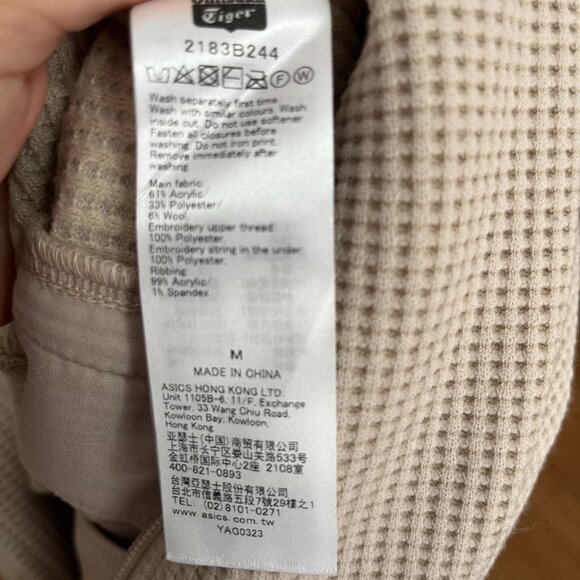 Tiger
2183B244
F W
Wash separately first time.
Wash with similar colours. Wash
inside out. Do not use softener.
Fasten all closures before
washing. Do not iron print.
Remove immediately after
washing.
Main fabric:
61% Acrylic/
33% Polyester/
6% Wool
Embroidery upper thread:
100% Polyester
Embroidery string in the under:
100% Polyester
Ribbing:
99% Acrylic/
1% Spandex
M
MADE IN CHINA
ASICS HONG KONG LTD.
Unit 1105B-6, 11/F, Exchange
Tower, 33 Wang Chiu Road,
Kowloon Bay, Kowloon,
Hong Kong
亚瑟士(中国)商贸有限公司
上海市长宁区娄山关路533号
金虹桥国际中心2座 2108室
400-821-0893
台灣亞瑟士股份有限公司
台北市信義區五段7號28樓之1
TEL:(02)8101-0271
www.asics.com.tw
YAG0323